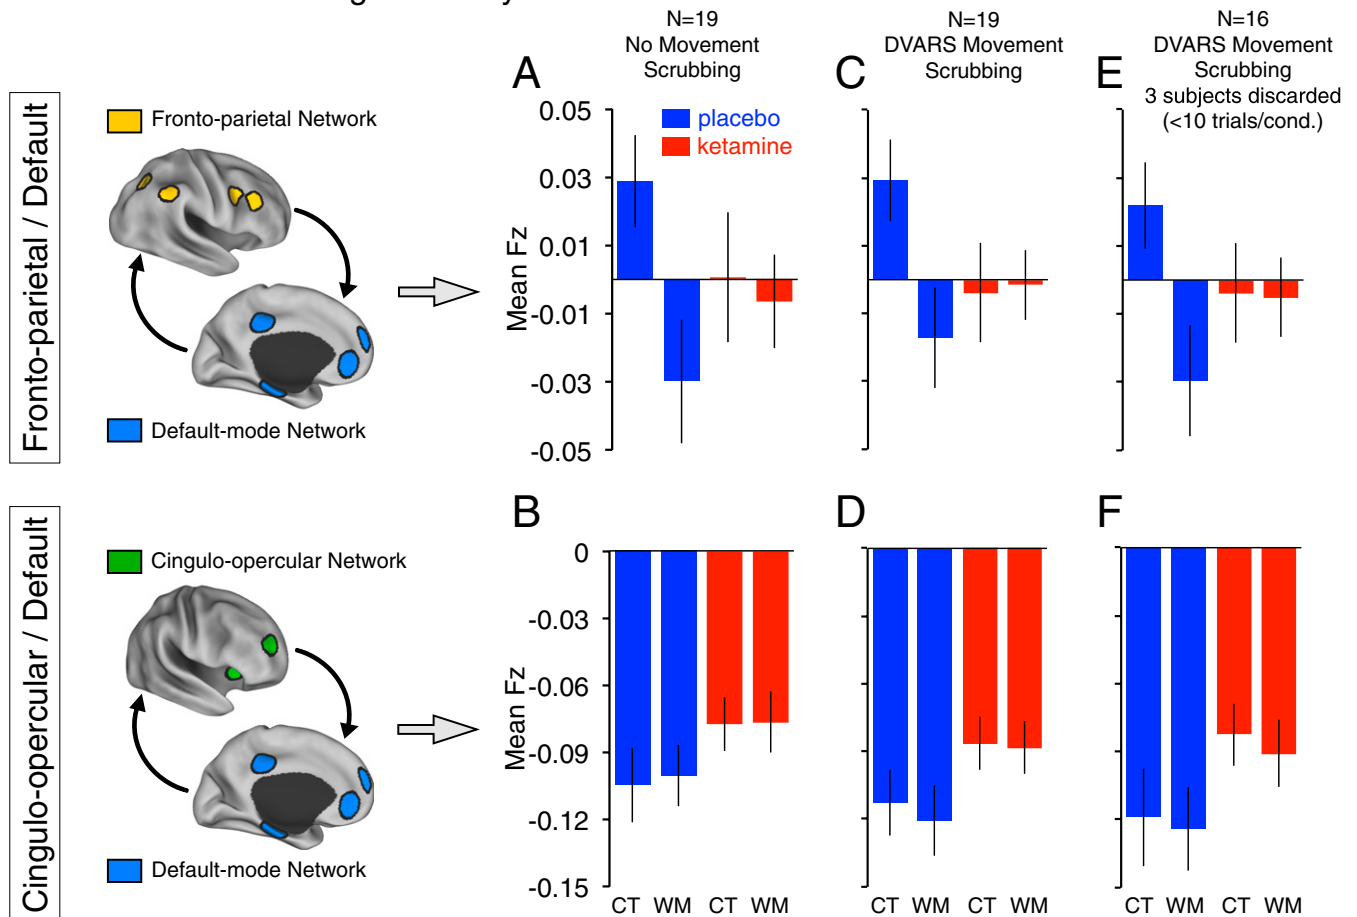 N=19
No Movement
Scrubbing
N=19
DVARS Movement
Scrubbing
N=16
DVARS Movement
Scrubbing
3 subjects discarded
(<10 trials/cond.)
Fronto-parietal / Default
Fronto-parietal Network
Default-mode Network
A
placebo
ketamine
Mean Fz
0.05
0.03
0.01
-0.01
-0.03
-0.05
C
E
Cingulo-opercular / Default
Cingulo-opercular Network
Default-mode Network
B
Mean Fz
0
-0.03
-0.06
-0.09
-0.12
-0.15
CT WM CT WM
D
CT WM CT WM
F
CT WM CT WM